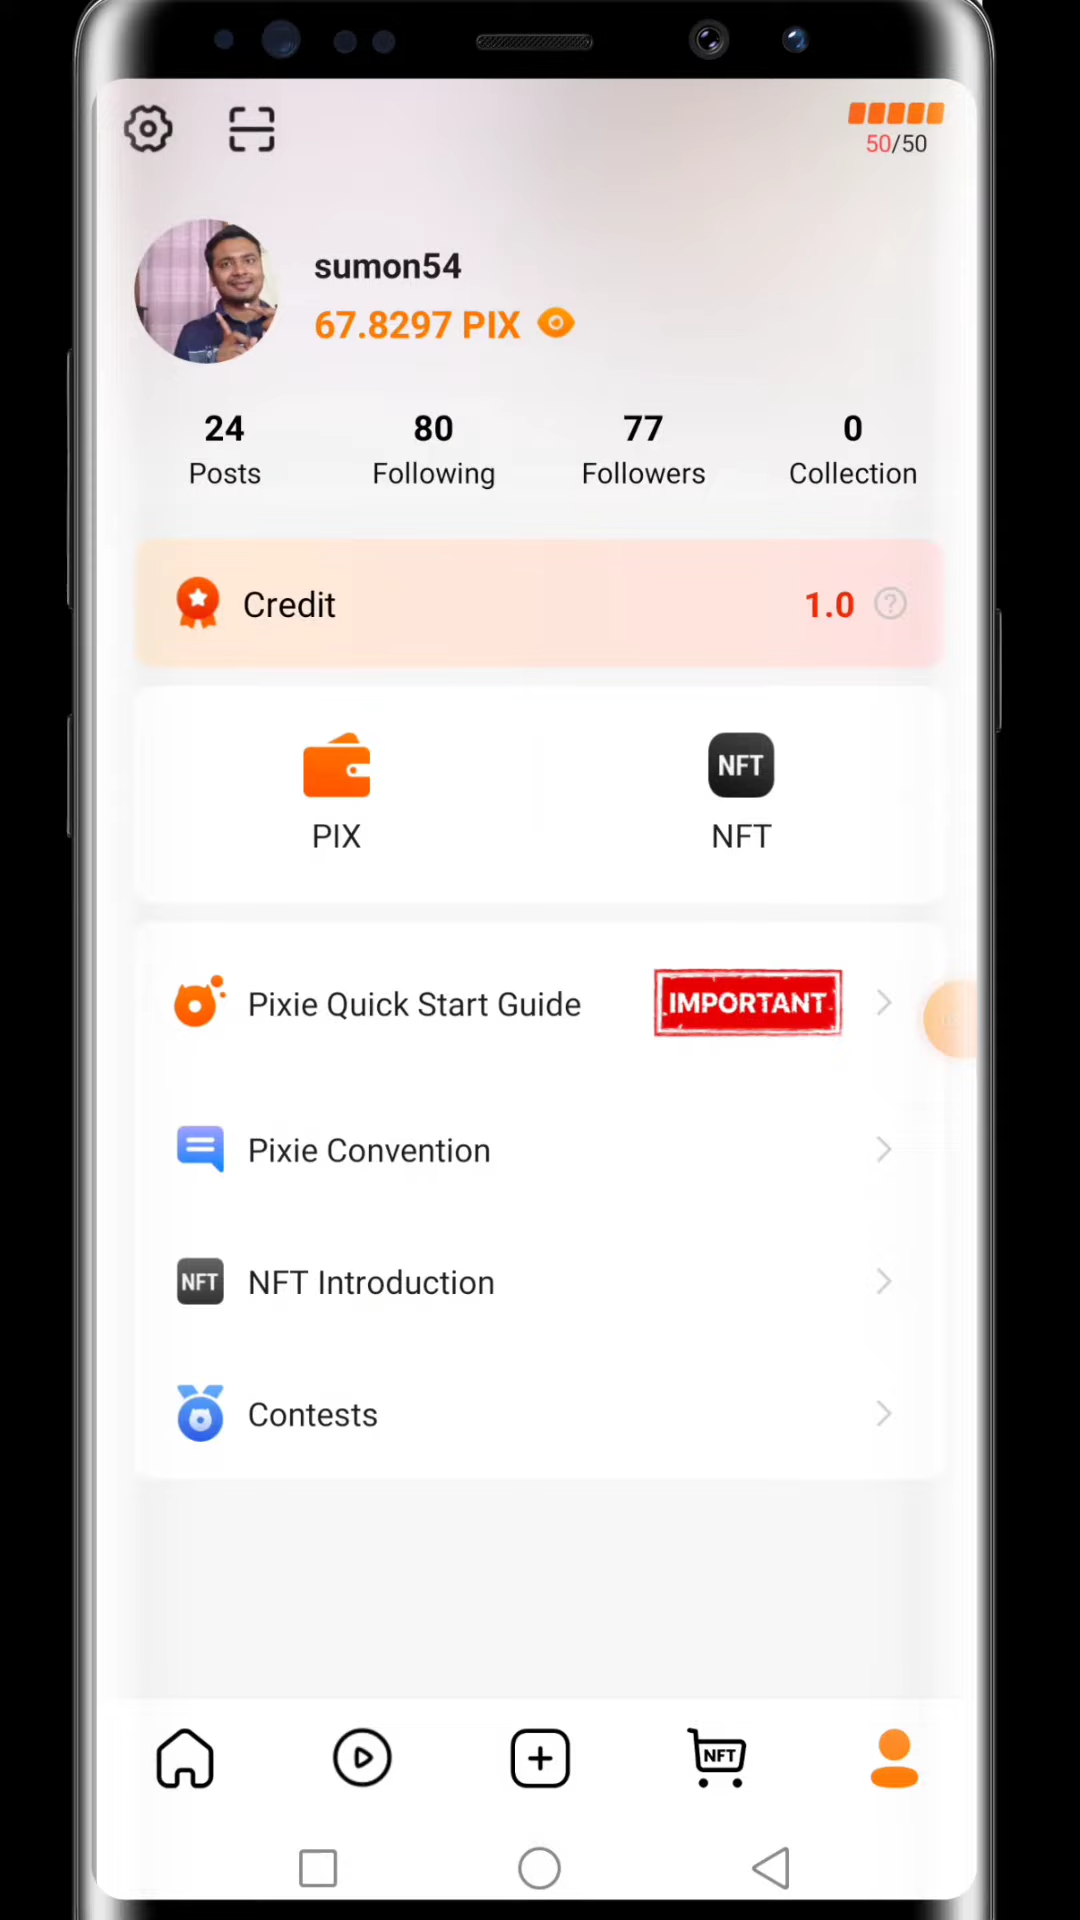 50/50
sumon54
67.8297 PIX
24 80 77 0
Posts Following Followers Collection
Credit 1.0 ?
NFT
PIX NFT
Pixie Quick Start Guide IMPORTANT
Pixie Convention
NFT NFT Introduction
Contests
NFT